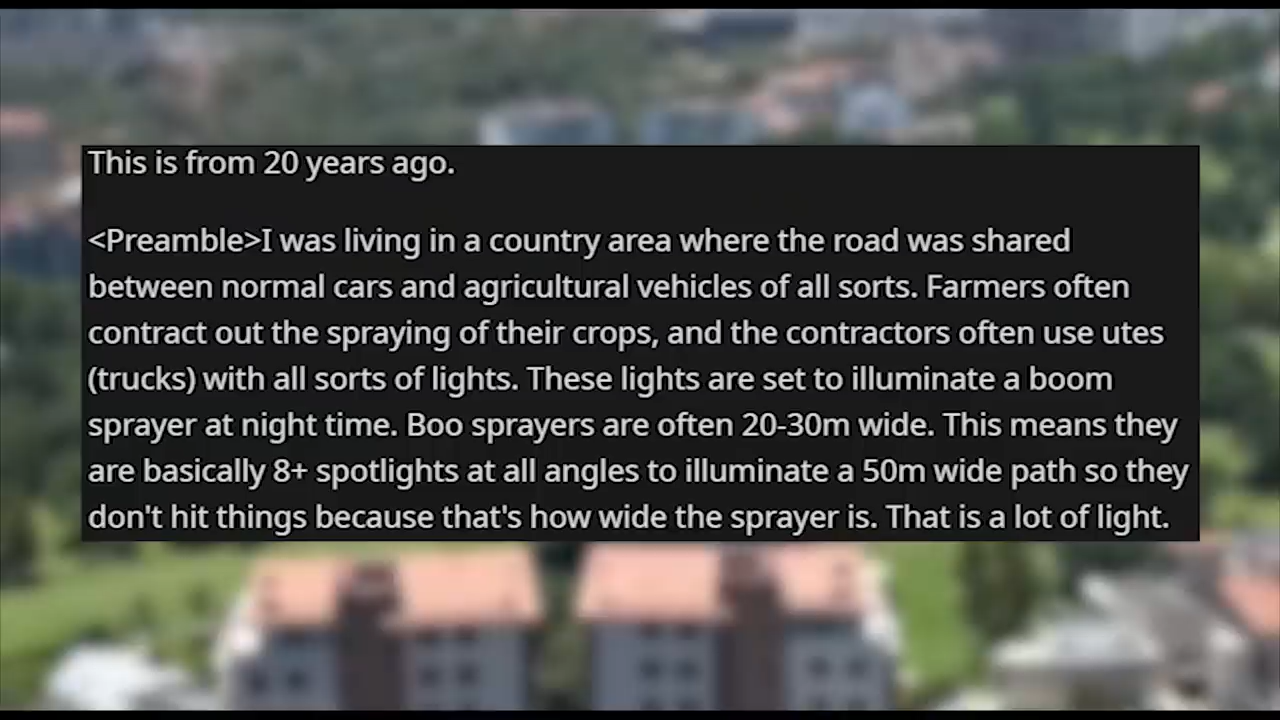 This is from 20 years ago.
<Preamble>I was living in a country area where the road was shared
between normal cars and agricultural vehicles of all sorts. Farmers often
contract out the spraying of their crops, and the contractors often use utes
(trucks) with all sorts of lights. These lights are set to illuminate a boom
sprayer at night time. Boo sprayers are often 20-30m wide. This means they
are basically 8+ spotlights at all angles to illuminate a 50m wide path so they
don't hit things because that's how wide the sprayer is. That is a lot of light.